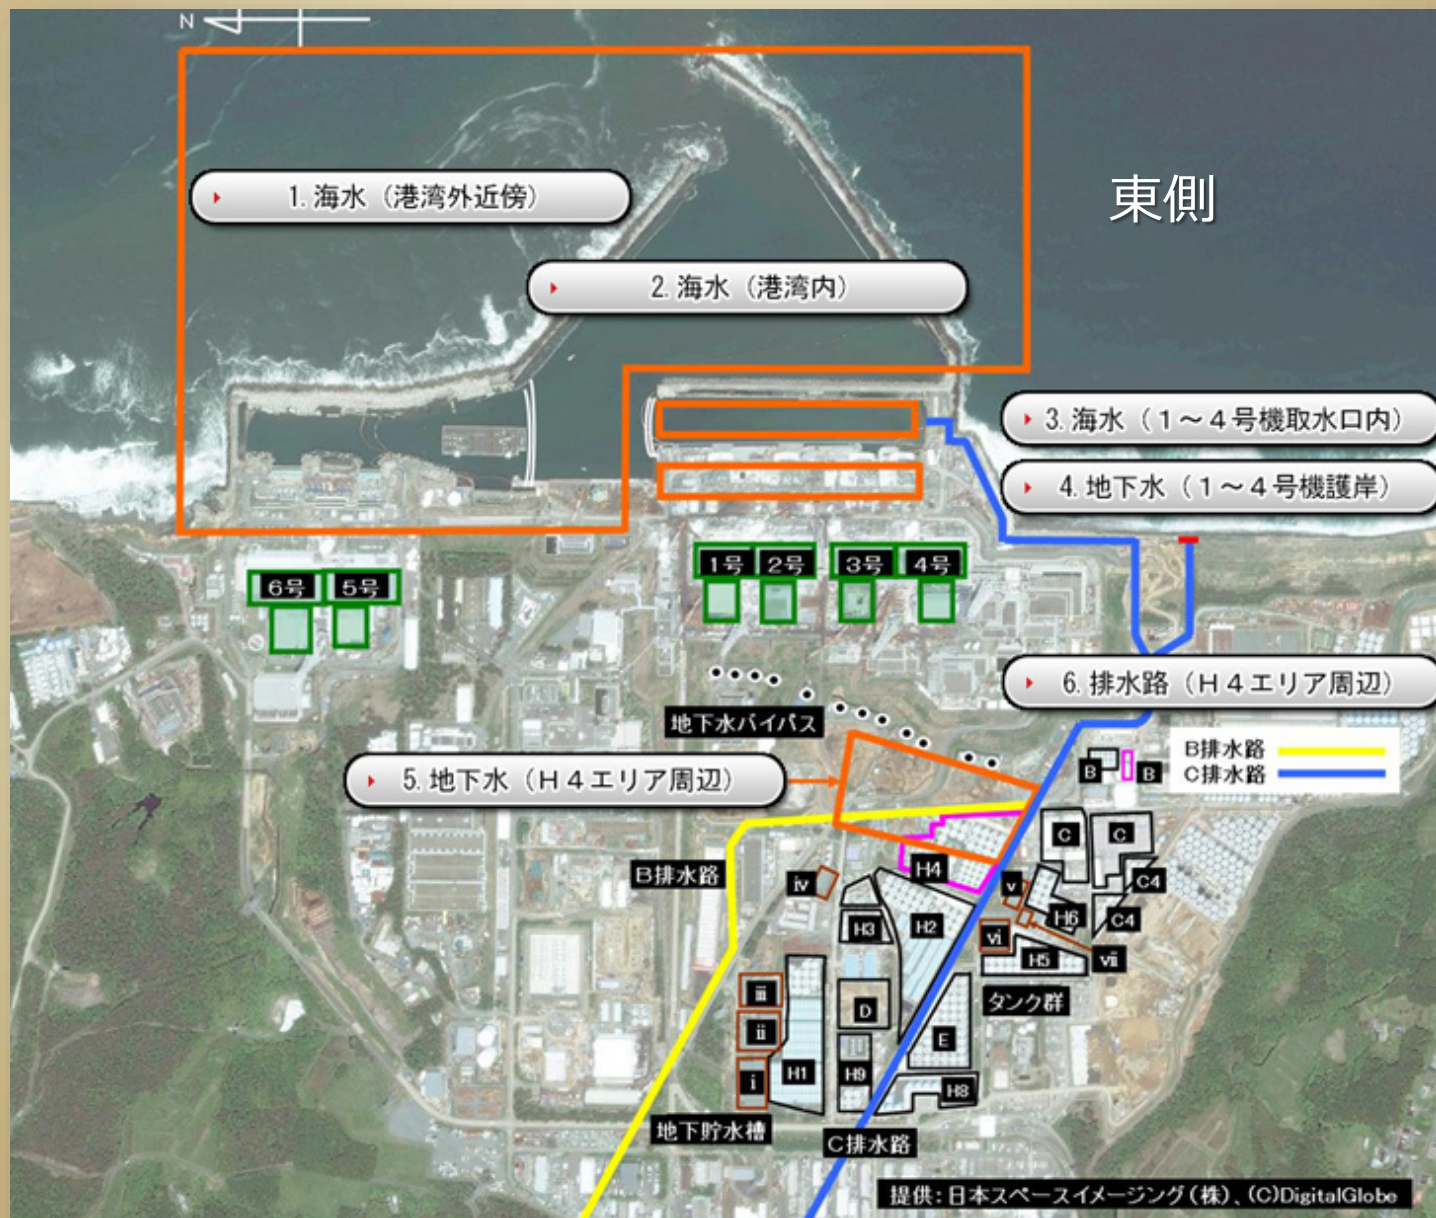 N
1.海水（港湾外近傍）
東側
2.海水（港湾内）
3.海水（1～4号機取水口内）
4.地下水（1～4号機護岸）
1号
2号
3号
4号
6号
5号
6.排水路（H4エリア周辺）
地下水バイパス
B排水路
C排水路
5.地下水（H4エリア周辺）
B
B
C
C
B排水路
H4
iv
v
C4
H6
C4
H3
H2
vi
vii
H5
iii
D
タンク群
ii
E
i
H1
H9
H8
地下貯水槽
C排水路
提供:日本スペースイメージング(株)、(C)DigitalGlobe